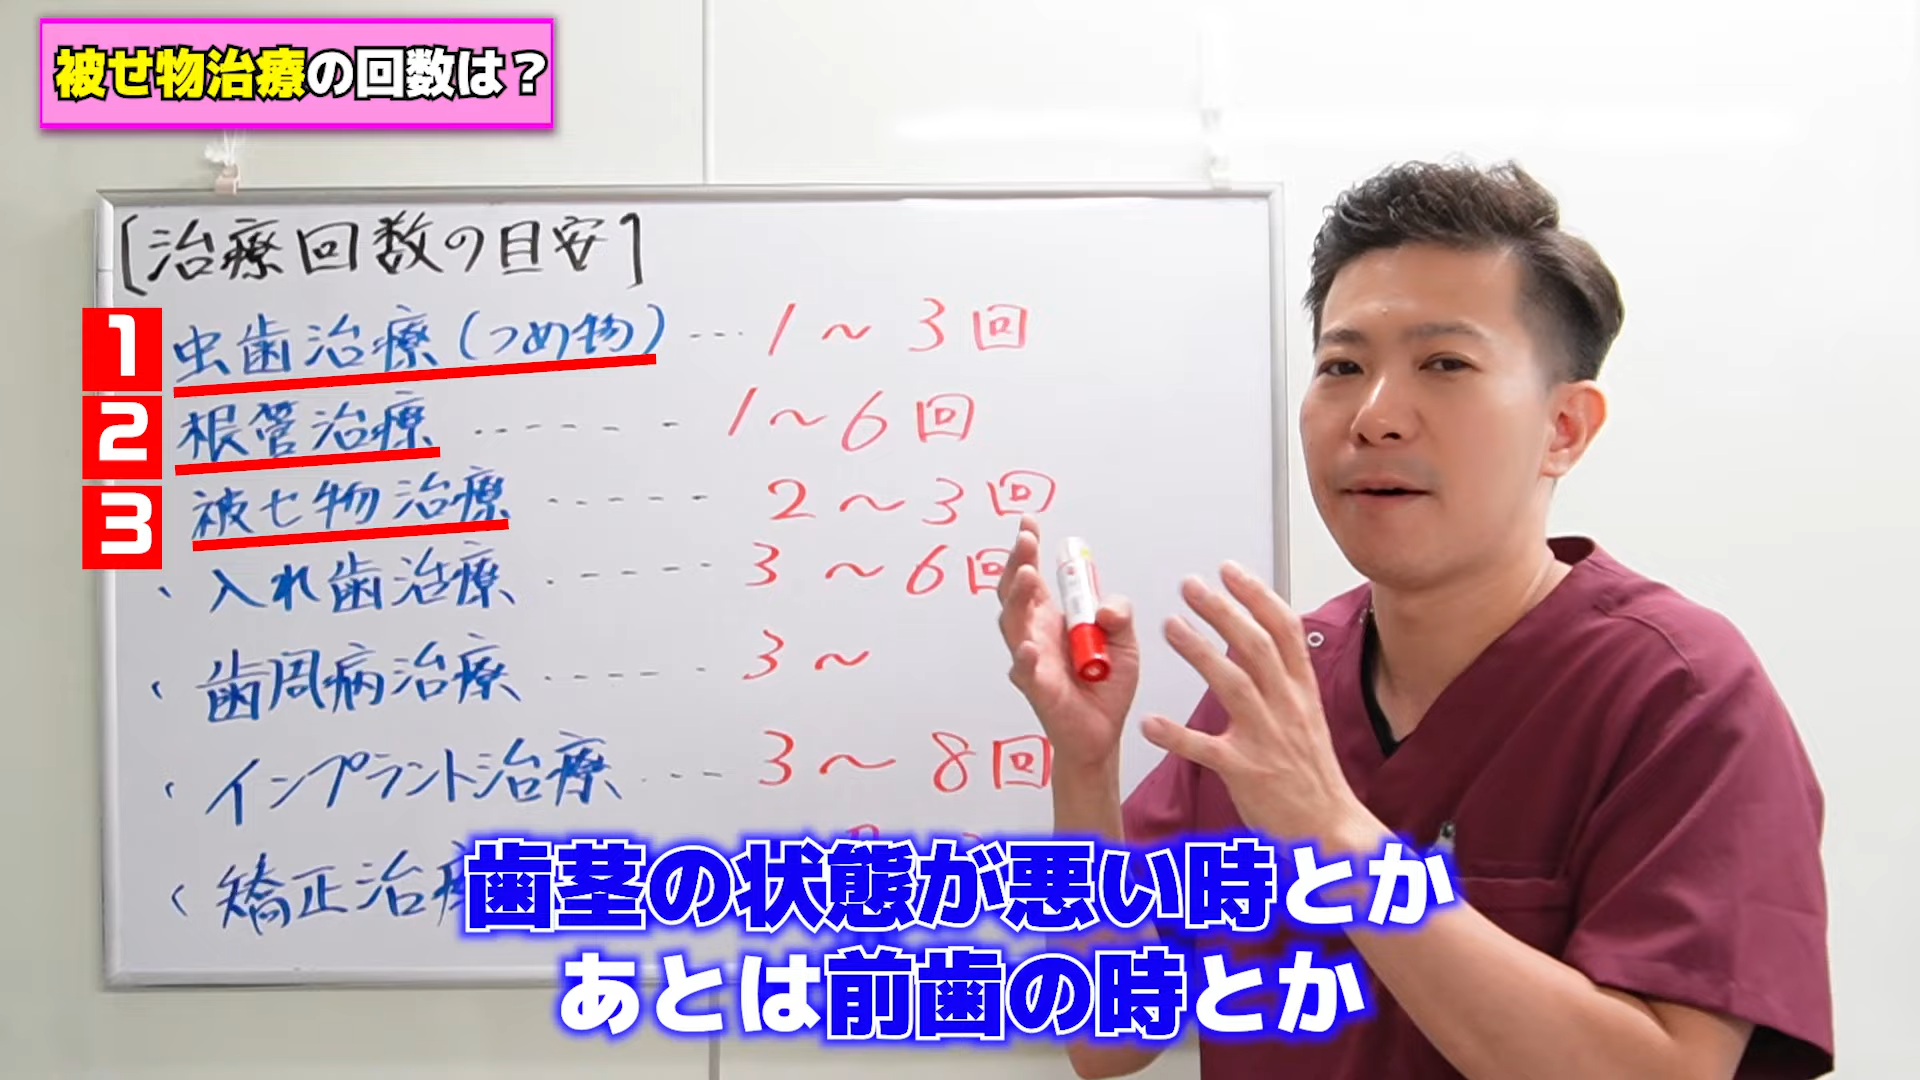 被せ物治療の回数は？
[治療回数の目安]
1 虫歯治療(つめ物) … 1～3回
2 根管治療 ------ 1～6回
3 被せ物治療 ----- 2～3回
、入れ歯治療 ----- 3～6回
、歯周病治療 ----- 3～
、インプラント治療 ... 3～8回
、矯正治療
歯茎の状態が悪い時とか
あとは前歯の時とか